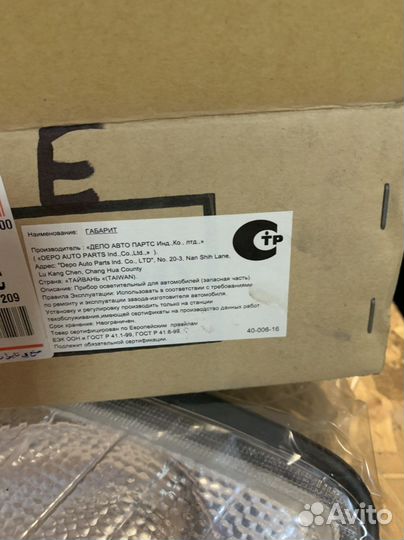 E
Наименование: ГАБАРИТ
Производитель: «ДЕПО АВТО ПАРТС Инд.,Ко., лтд.,»
( «DEPO AUTO PARTS Ind.,Co.,Ltd.,» ).
Адрес: "Depo Auto Parts Ind. Co., LTD", No. 20-3. Nan Shih Lane,
Lu Kang Chen, Chang Hua County
Страна: «ТАЙВАНЬ «(TAIWAN).
Описание: Прибор осветительный для автомобилей (запасная часть)
Правила Эксплуатации: Использовать в соответствии с требованиями
по ремонту и эксплуатации завода-изготовителя автомобиля.
Установку и регулировку производить только на станции
техобслуживания,имеющей сертификаты на производство данных работ
Срок хранения: Неограничен.
Товар сертифицирован по Европейским правилам
ЕЭК ООН и ГОСТ Р 41.1-99, ГОСТ Р 41.6-99,
Подлежит обязательной сертификации.
40-006-16
СТР
00
209
Avito